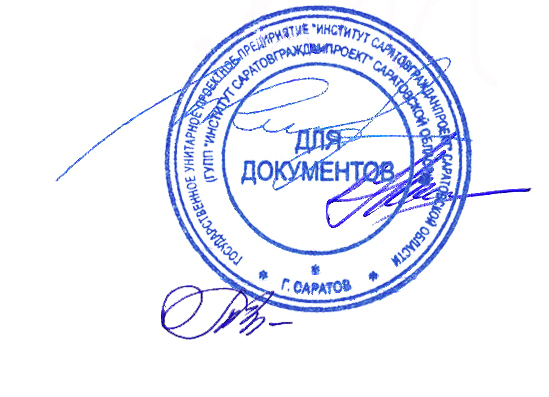 ГОСУДАРСТВЕННОЕ УНИТАРНОЕ ПРОЕКТНОЕ ПРЕДПРИЯТИЕ "ИНСТИТУТ САРАТОВГРАЖДАНПРОЕКТ" САРАТОВСКОЙ ОБЛАСТИ
(ГУПП "ИНСТИТУТ САРАТОВГРАЖДАНПРОЕКТ" САРАТОВСКОЙ ОБЛАСТИ)
ДЛЯ
ДОКУМЕНТОВ
Г. САРАТОВ